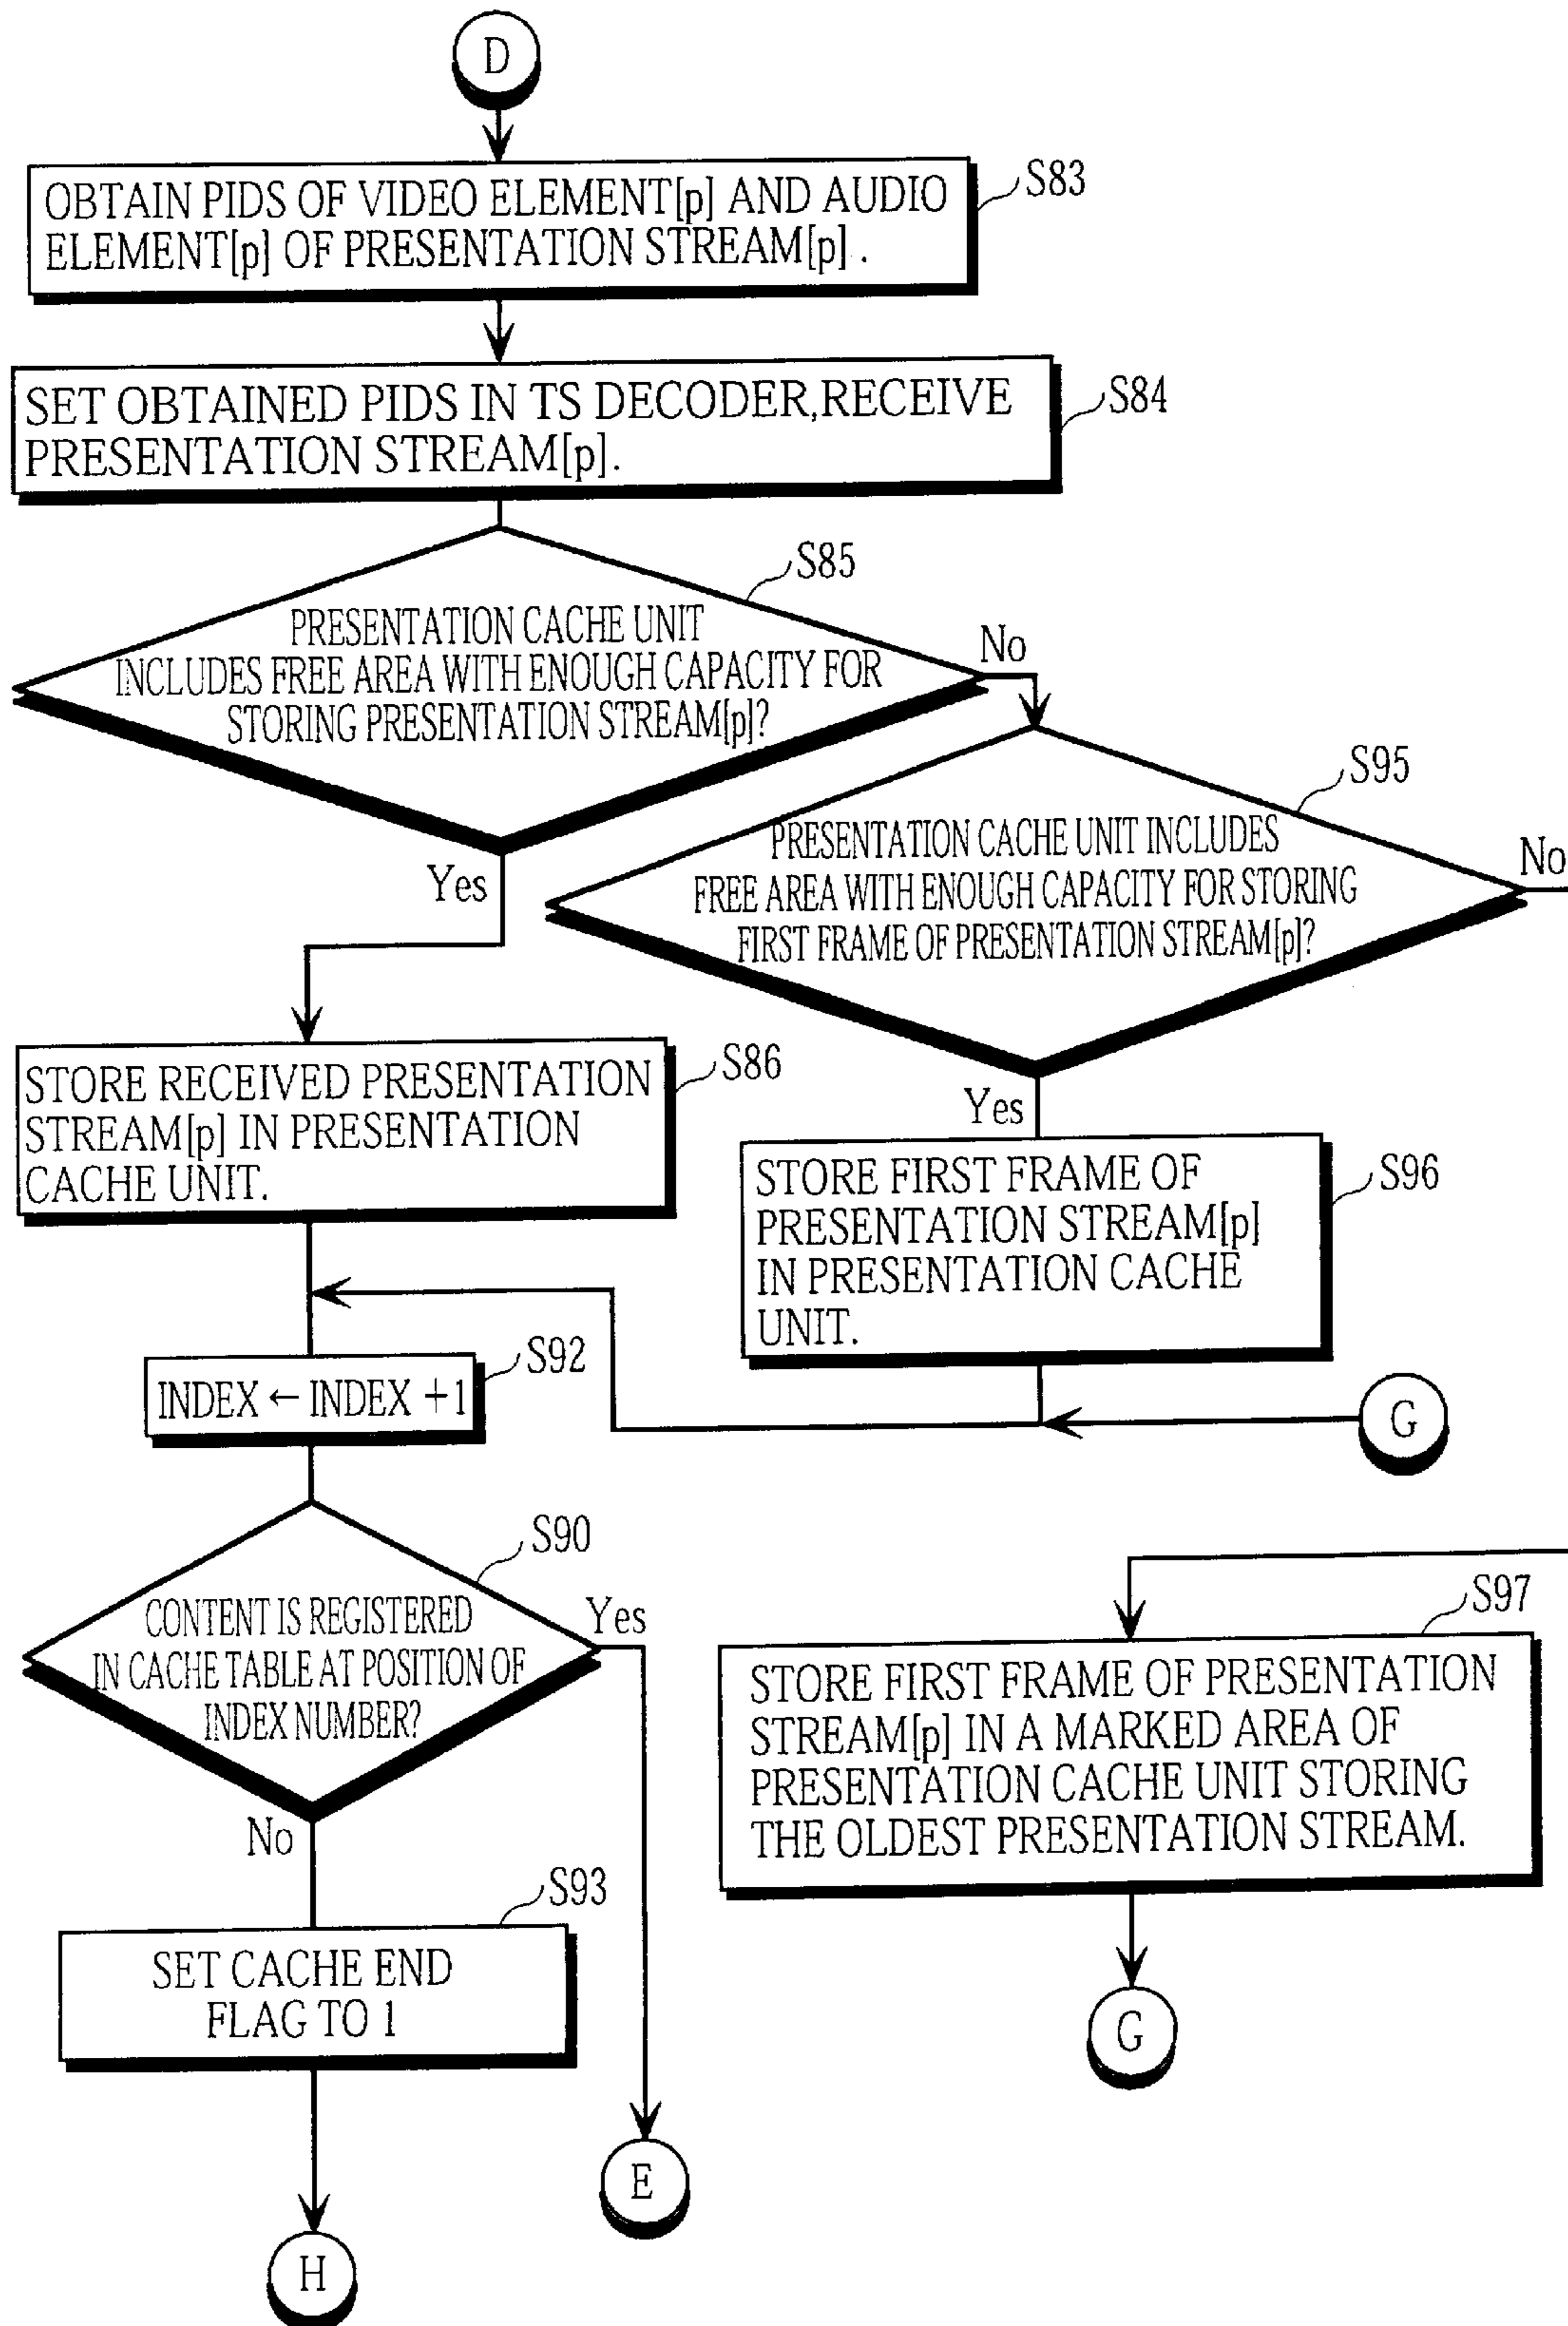 D
OBTAIN PIDS OF VIDEO ELEMENT[p] AND AUDIO
ELEMENT[p] OF PRESENTATION STREAM[p].
S83
SET OBTAINED PIDS IN TS DECODER,RECEIVE
PRESENTATION STREAM[p].
S84
S85
PRESENTATION CACHE UNIT
INCLUDES FREE AREA WITH ENOUGH CAPACITY FOR
STORING PRESENTATION STREAM[p]?
No
Yes
S95
PRESENTATION CACHE UNIT INCLUDES
FREE AREA WITH ENOUGH CAPACITY FOR STORING
FIRST FRAME OF PRESENTATION STREAM[p]?
No
Yes
STORE RECEIVED PRESENTATION
STREAM[p] IN PRESENTATION
CACHE UNIT.
S86
STORE FIRST FRAME OF
PRESENTATION STREAM[p]
IN PRESENTATION CACHE
UNIT.
S96
INDEX ← INDEX +1
S92
G
S90
CONTENT IS REGISTERED
IN CACHE TABLE AT POSITION OF
INDEX NUMBER?
Yes
No
S97
STORE FIRST FRAME OF PRESENTATION
STREAM[p] IN A MARKED AREA OF
PRESENTATION CACHE UNIT STORING
THE OLDEST PRESENTATION STREAM.
S93
SET CACHE END
FLAG TO 1
G
E
H